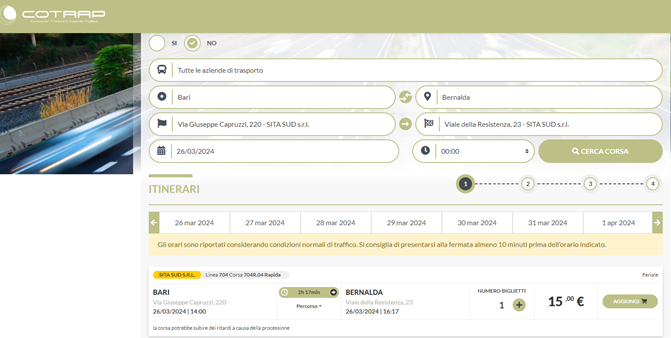 COTRAP
SI NO
Tutte le aziende di trasporto
Bari Bernalda
Via Giuseppe Capruzzi, 220 - SITA SUD s.r.l. Viale della Resistenza, 23 - SITA SUD s.r.l.
26/03/2024 00:00 CERCA CORSA
ITINERARI 1 2 3 4
26 mar 2024 27 mar 2024 28 mar 2024 29 mar 2024 30 mar 2024 31 mar 2024 1 apr 2024
Gli orari sono riportati considerando condizioni normali di traffico. Si consiglia di presentarsi alla fermata almeno 10 minuti prima dell'orario indicato.
SITA SUD S.R.L. Linea 704 Corsa 704R.04 Rapida Feriale
BARI 2h 17min BERNALDA NUMERO BIGLIETTI
Via Giuseppe Capruzzi, 220 Percorso Viale della Resistenza, 23 1 + 15 ,00 € AGGIUNGI
26/03/2024 | 14:00 26/03/2024 | 16:17
la corsa potrebbe subire dei ritardi a causa della processione